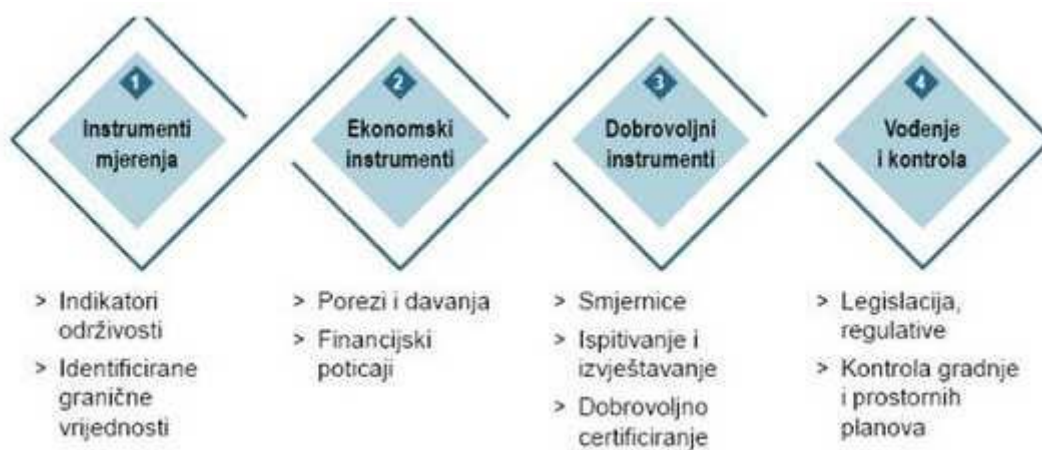 1
Instrumenti
mjerenja
> Indikatori
održivosti
> Identificirane
granične
vrijednosti
2
Ekonomski
instrumenti
> Porezi i davanja
> Financijski
poticaji
3
Dobrovoljni
instrumenti
> Smjernice
> Ispitivanje i
izvještavanje
> Dobrovoljno
certificiranje
4
Vođenje
i kontrola
> Legislacija,
regulative
> Kontrola gradnje
i prostornih
planova